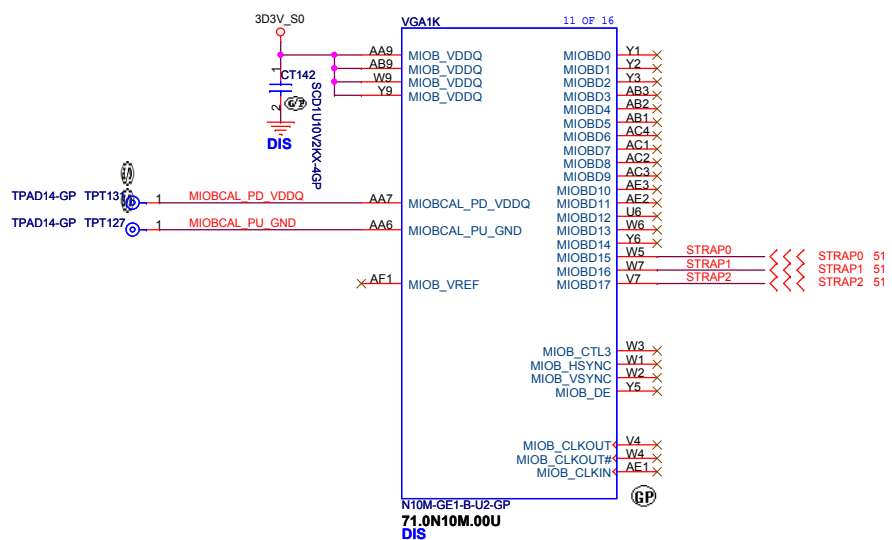 3D3V_S0
VGA1K 11 OF 16
AA9 MIOB_VDDQ
AB9 MIOB_VDDQ
W9 MIOB_VDDQ
Y9 MIOB_VDDQ
1
CT142
2
SCD1U10V2KX-4GP
DIS
TPAD14-GP TPT131 1 MIOBCAL_PD_VDDQ AA7 MIOBCAL_PD_VDDQ
TPAD14-GP TPT127 1 MIOBCAL_PU_GND AA6 MIOBCAL_PU_GND
AF1 MIOB_VREF
MIOBD0 Y1
MIOBD1 Y2
MIOBD2 Y3
MIOBD3 AB3
MIOBD4 AB2
MIOBD5 AB1
MIOBD6 AC4
MIOBD7 AC1
MIOBD8 AC2
MIOBD9 AC3
MIOBD10 AE3
MIOBD11 AE2
MIOBD12 U6
MIOBD13 W6
MIOBD14 Y6
MIOBD15 W5 STRAP0 STRAP0 51
MIOBD16 W7 STRAP1 STRAP1 51
MIOBD17 V7 STRAP2 STRAP2 51
MIOB_CTL3 W3
MIOB_HSYNC W1
MIOB_VSYNC W2
MIOB_DE Y5
MIOB_CLKOUT V4
MIOB_CLKOUT# W4
MIOB_CLKIN AE1
GP
N10M-GE1-B-U2-GP
71.0N10M.00U
DIS